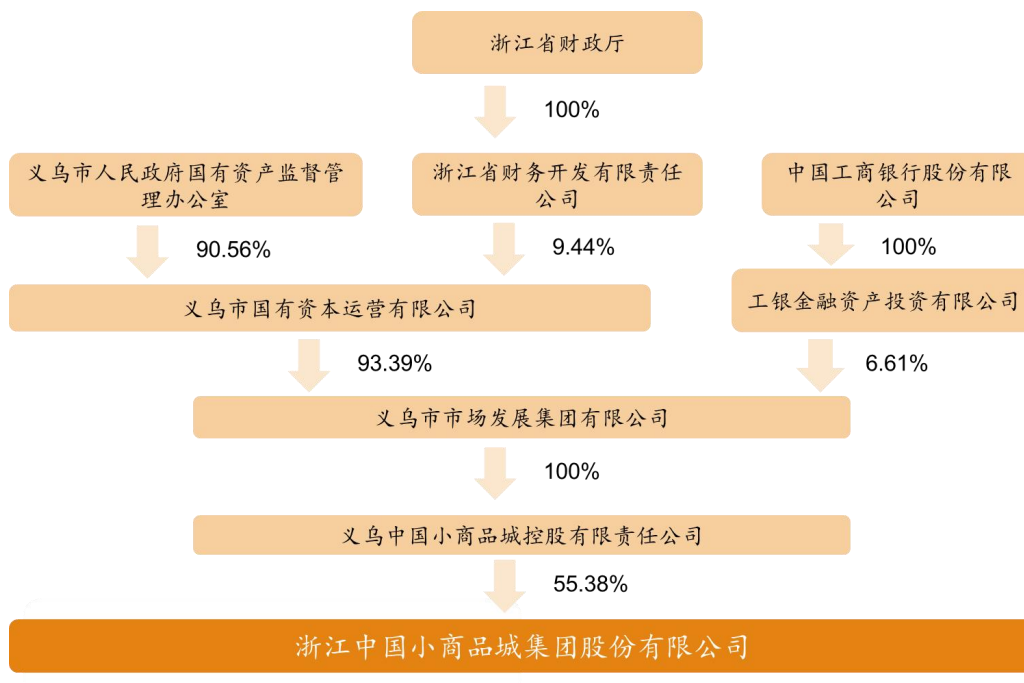 浙江省财政厅
100%
义乌市人民政府国有资产监督管
理办公室
浙江省财务开发有限责任
公司
中国工商银行股份有限
公司
90.56%
9.44%
100%
义乌市国有资本运营有限公司
工银金融资产投资有限公司
93.39%
6.61%
义乌市市场发展集团有限公司
100%
义乌中国小商品城控股有限责任公司
55.38%
浙江中国小商品城集团股份有限公司